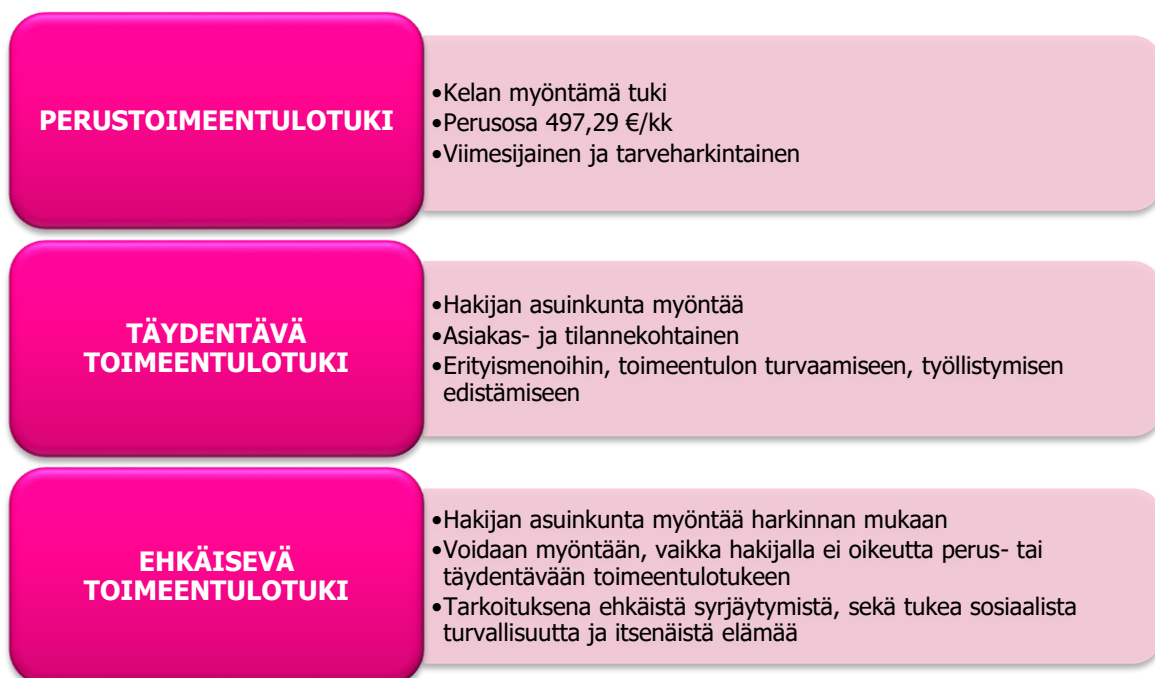 PERUSTOIMEENTULOTUKI
•Kelan myöntämä tuki
•Perusosa 497,29 €/kk
•Viimesijainen ja tarveharkintainen
TÄYDENTÄVÄ
TOIMEENTULOTUKI
•Hakijan asuinkunta myöntää
•Asiakas- ja tilannekohtainen
•Erityismenoihin, toimeentulon turvaamiseen, työllistymisen
edistämiseen
EHKÄISEVÄ
TOIMEENTULOTUKI
•Hakijan asuinkunta myöntää harkinnan mukaan
•Voidaan myöntään, vaikka hakijalla ei oikeutta perus- tai
täydentävään toimeentulotukeen
•Tarkoituksena ehkäistä syrjäytymistä, sekä tukea sosiaalista
turvallisuutta ja itsenäistä elämää